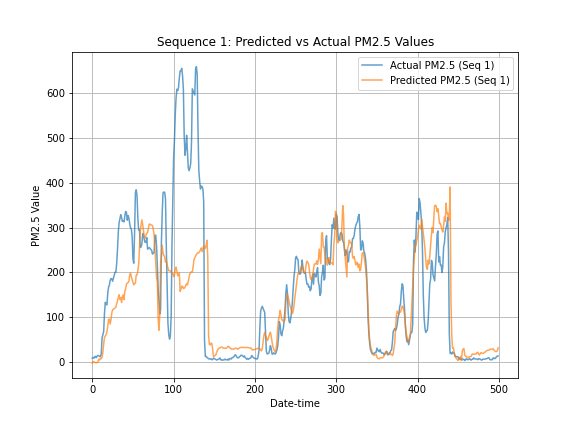 Sequence 1: Predicted vs Actual PM2.5 Values
Actual PM2.5 (Seq 1)
Predicted PM2.5 (Seq 1)
PM2.5 Value
600
500
400
300
200
100
0
0 100 200 300 400 500
Date-time